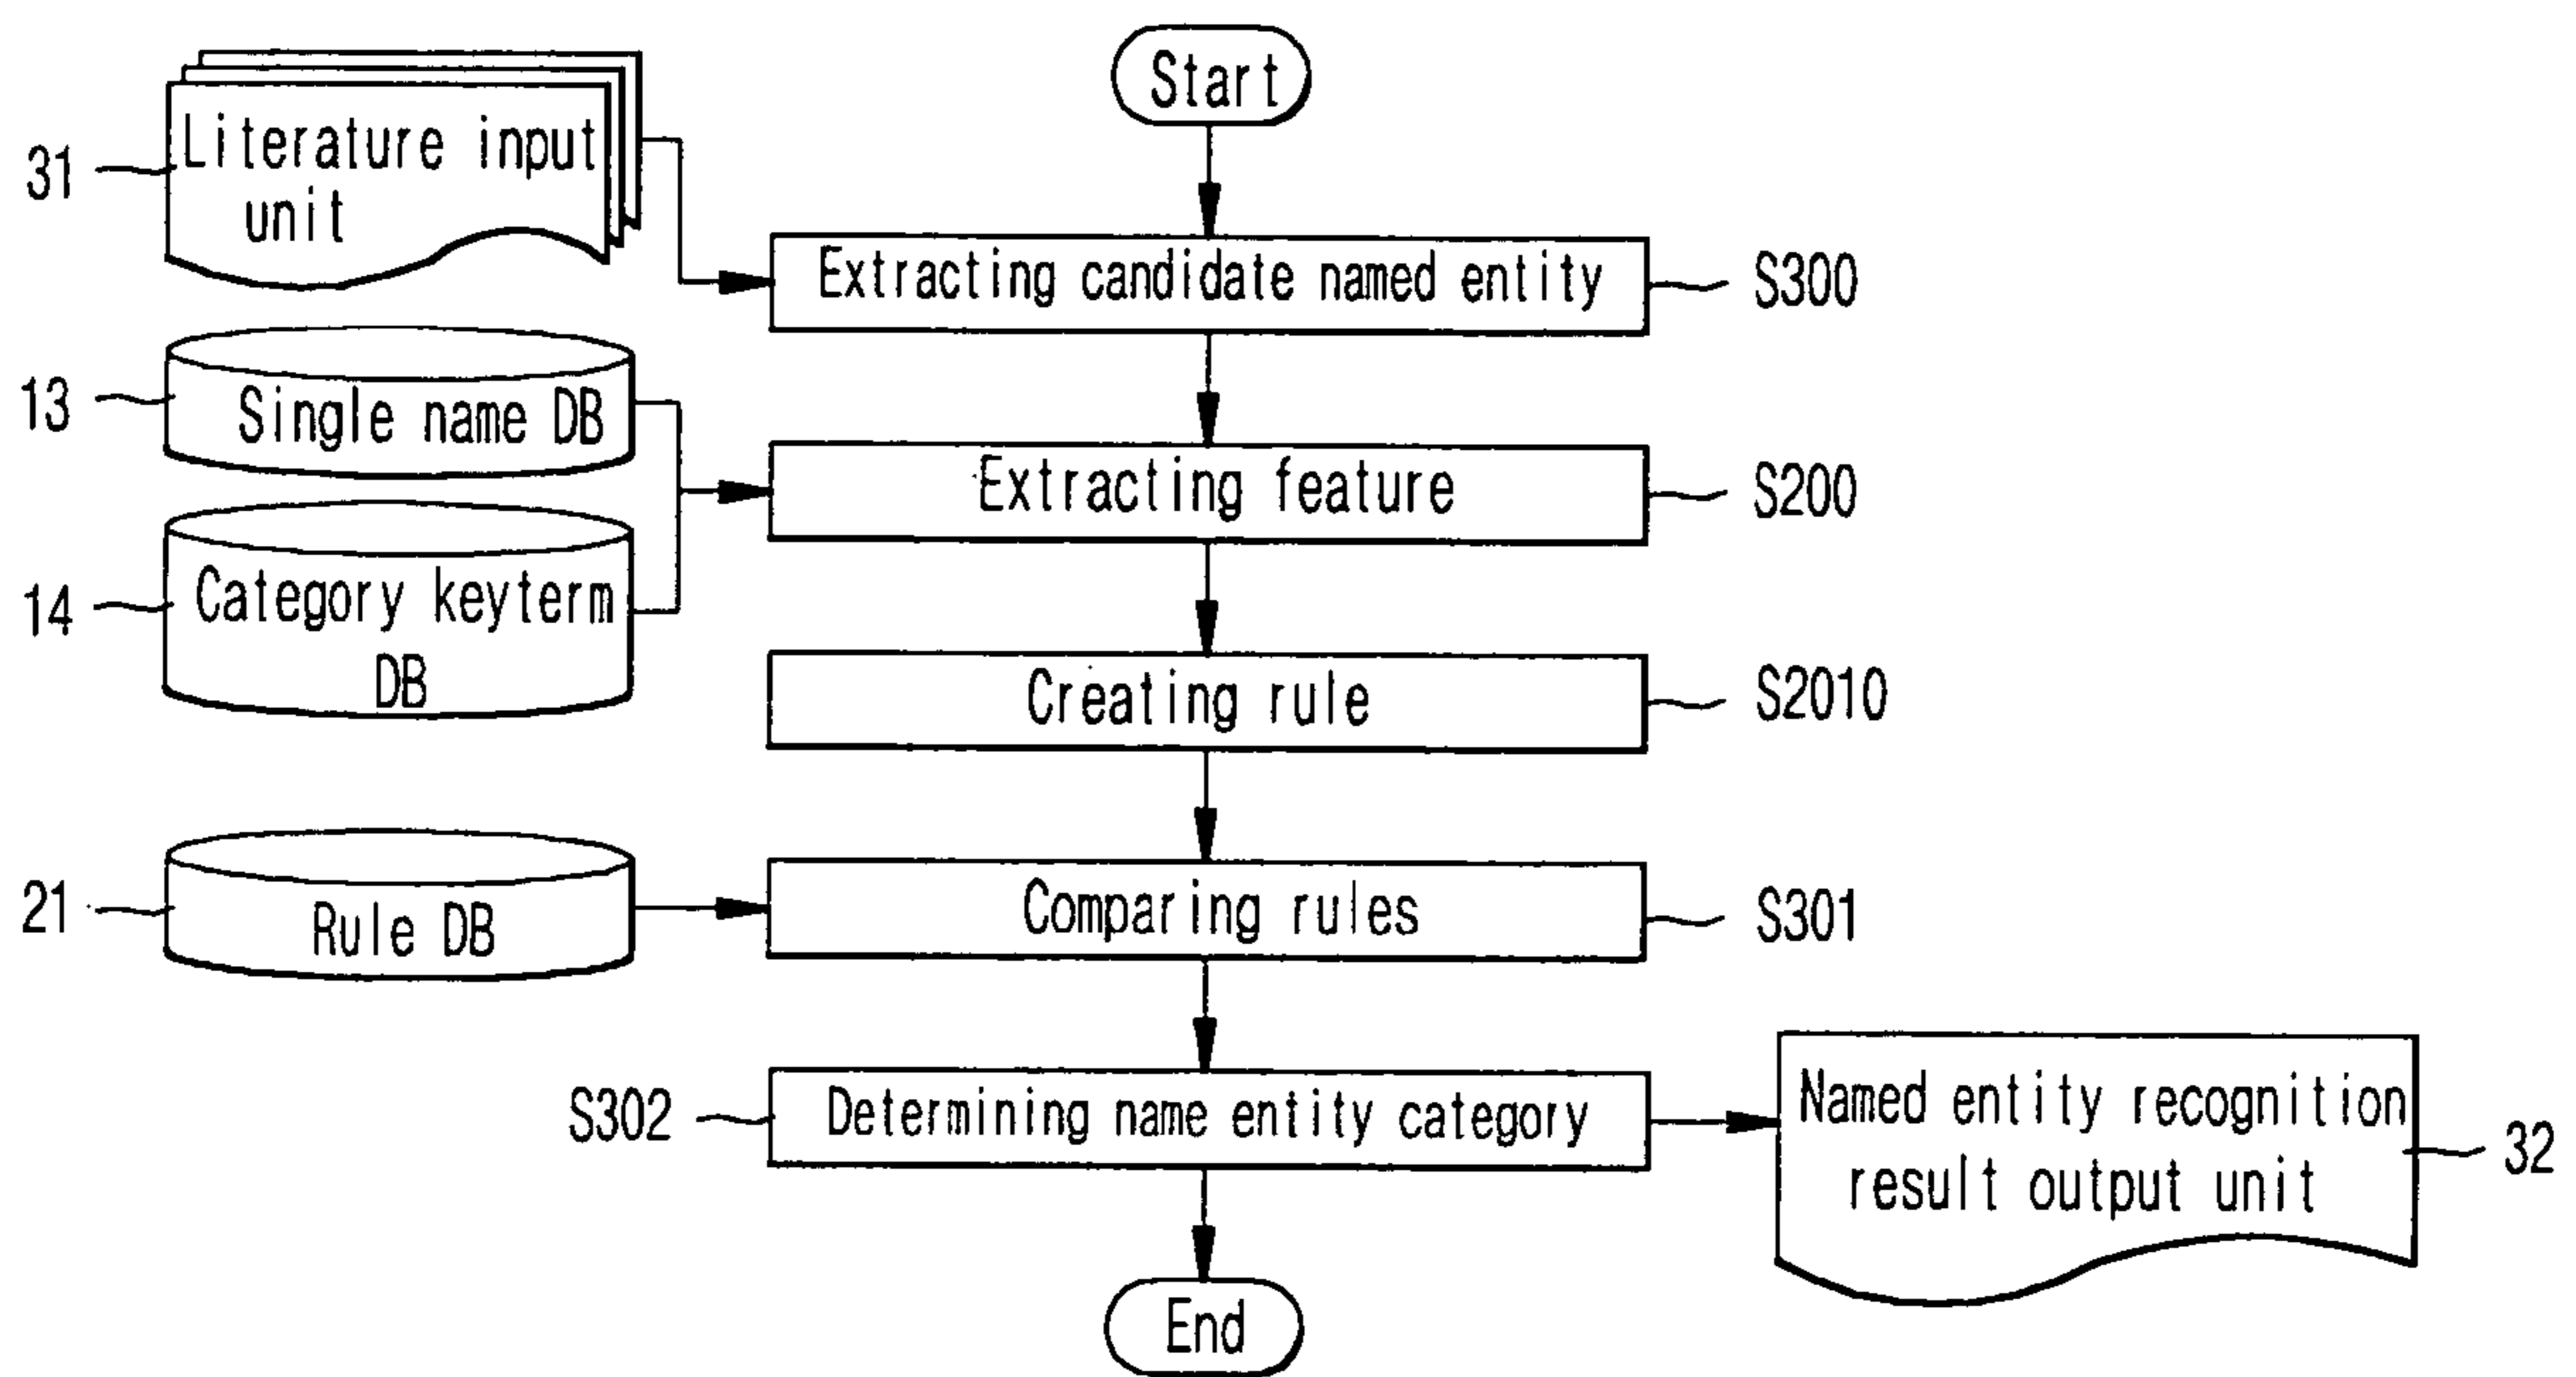 Start
31
Literature input
unit
Extracting candidate named entity
S300
13
Single name DB
Extracting feature
S200
14
Category keyterm
DB
Creating rule
S2010
21
Rule DB
Comparing rules
S301
S302
Determining name entity category
Named entity recognition
result output unit
32
End